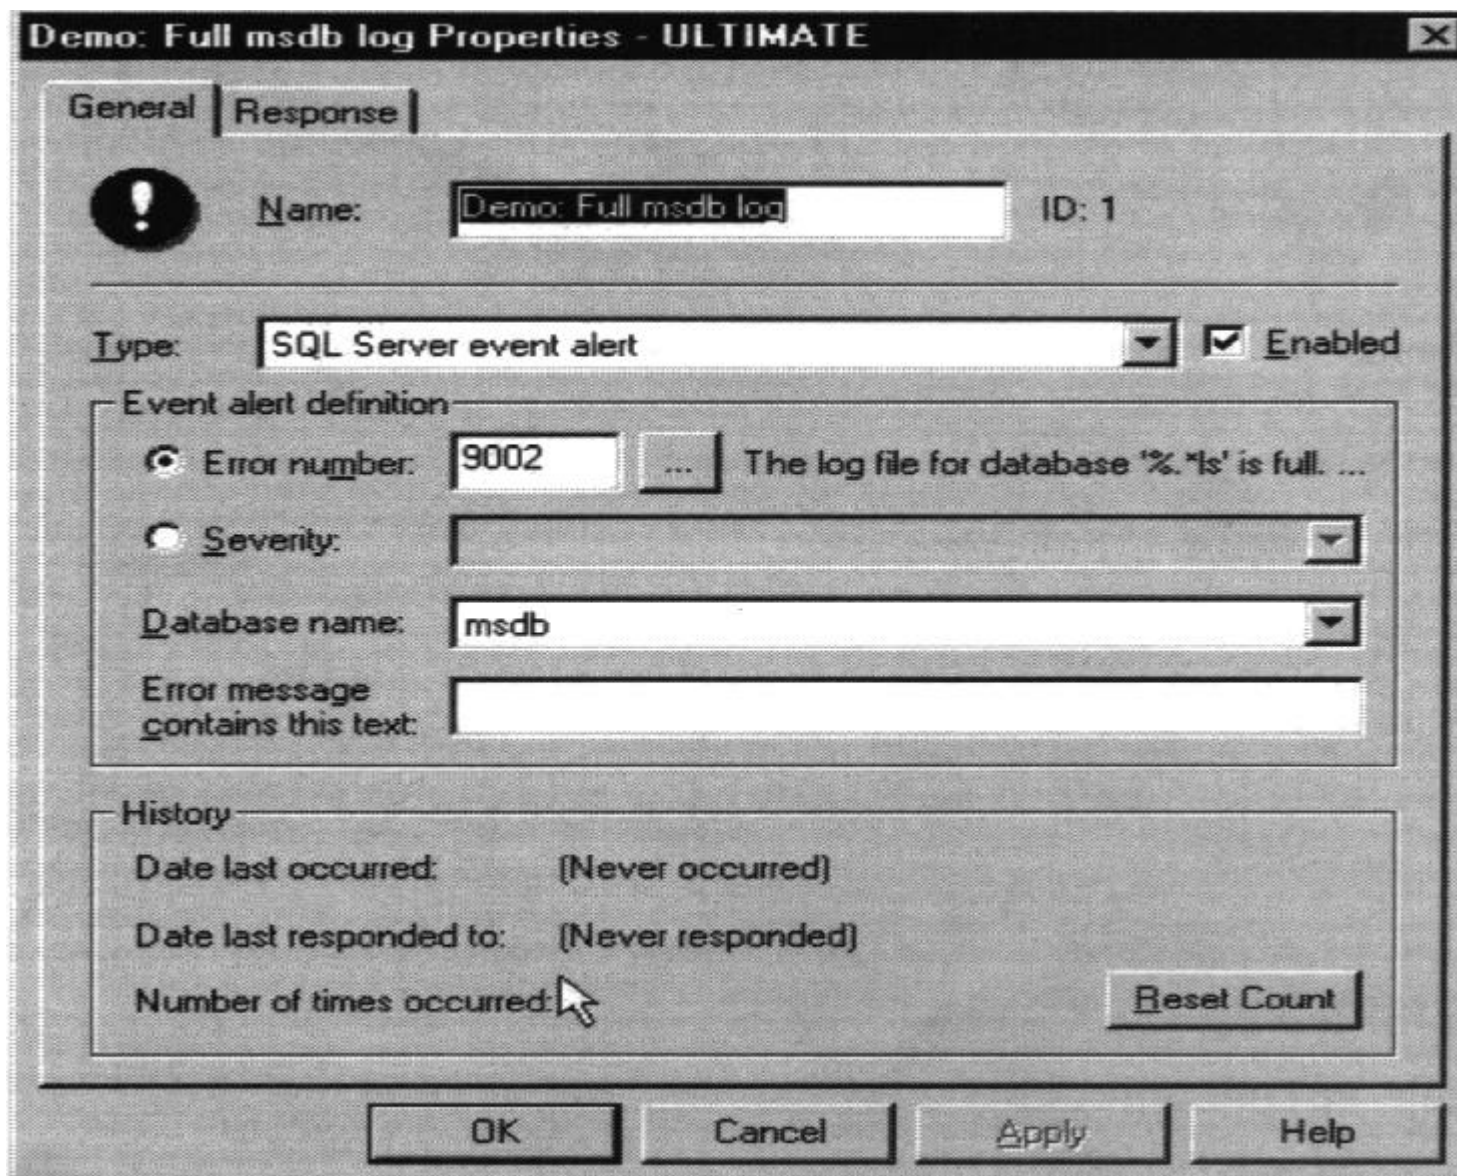 Demo: Full msdb log Properties - ULTIMATE
General Response
Name: Demo: Full msdb log ID: 1
Type: SQL Server event alert Enabled
Event alert definition
Error number: 9002 ... The log file for database '%.*ls' is full. ...
Severity:
Database name: msdb
Error message
contains this text:
History
Date last occurred: (Never occurred)
Date last responded to: (Never responded)
Number of times occurred:
Reset Count
OK Cancel Apply Help